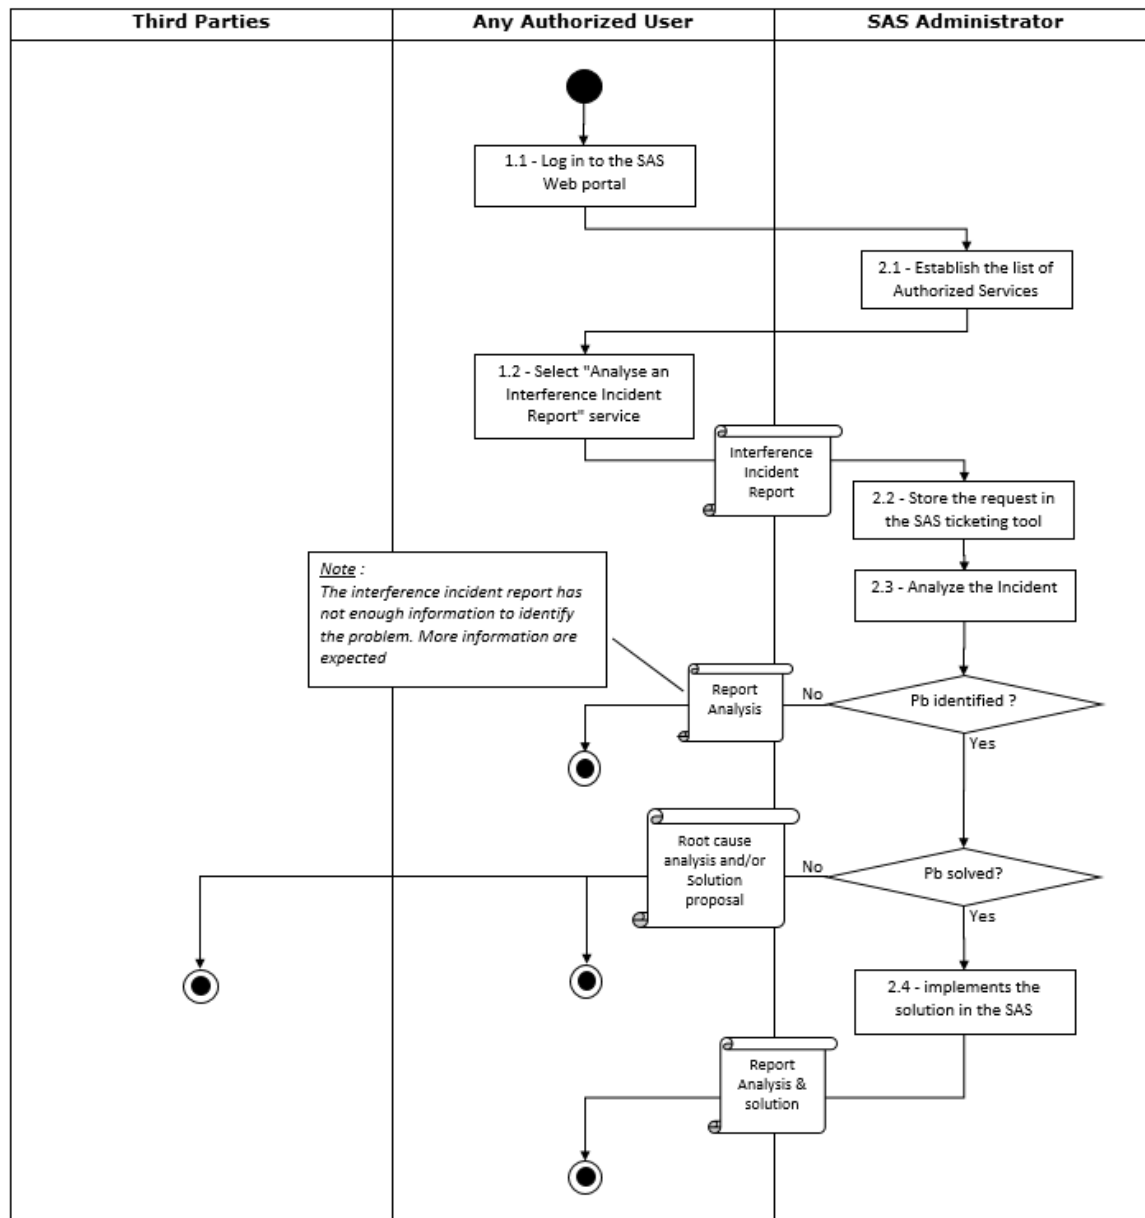 Third Parties
Any Authorized User
SAS Administrator
1.1 - Log in to the SAS
Web portal
2.1 - Establish the list of
Authorized Services
1.2 - Select "Analyse an
Interference Incident
Report" service
Interference
Incident
Report
2.2 - Store the request in
the SAS ticketing tool
2.3 - Analyze the Incident
Note :
The interference incident report has
not enough information to identify
the problem. More information are
expected
Report
Analysis
No
Pb identified ?
Yes
Root cause
analysis and/or
Solution
proposal
No
Pb solved?
Yes
2.4 - implements the
solution in the SAS
Report
Analysis &
solution